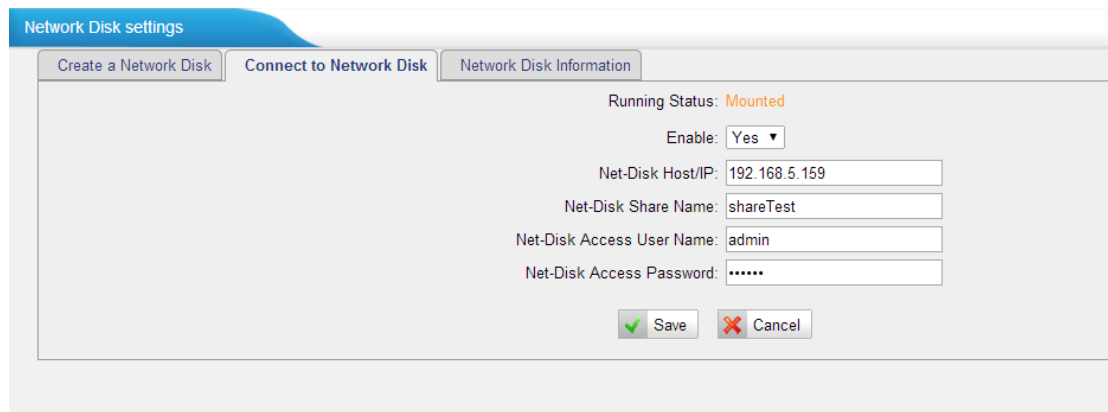 Network Disk settings
Create a Network Disk Connect to Network Disk Network Disk Information
Running Status: Mounted
Enable: Yes
Net-Disk Host/IP: 192.168.5.159
Net-Disk Share Name: shareTest
Net-Disk Access User Name: admin
Net-Disk Access Password: ••••••
Save Cancel